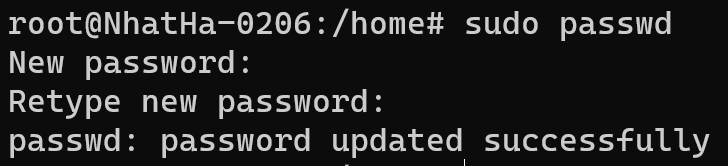 root@NhatHa-0206:/home# sudo passwd
New password:
Retype new password:
passwd: password updated successfully